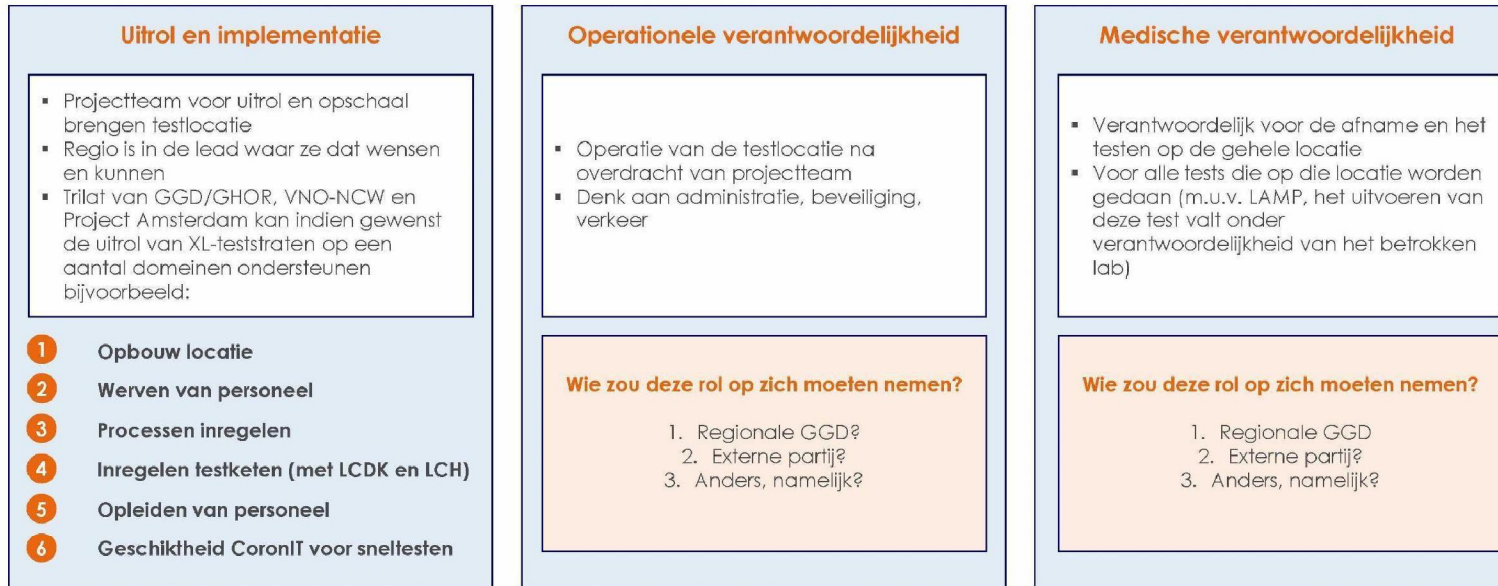 Uitrol en implementatie
▪ Projectteam voor uitrol en opschaal
brengen testlocatie
▪ Regio is in de lead waar ze dat wensen
en kunnen
▪ Trilat van GGD/GHOR, VNO-NCW en
Project Amsterdam kan indien gewenst
de uitrol van XL-teststraten op een
aantal domeinen ondersteunen
bijvoorbeeld:
1 Opbouw locatie
2 Werven van personeel
3 Processen inregelen
4 Inregelen testketen (met LCDK en LCH)
5 Opleiden van personeel
6 Geschiktheid CoronIT voor sneltesten
Operationele verantwoordelijkheid
▪ Operatie van de testlocatie na
overdracht van projectteam
▪ Denk aan administratie, beveiliging,
verkeer
Wie zou deze rol op zich moeten nemen?
1. Regionale GGD?
2. Externe partij?
3. Anders, namelijk?
Medische verantwoordelijkheid
▪ Verantwoordelijk voor de afname en het
testen op de gehele locatie
▪ Voor alle tests die op die locatie worden
gedaan (m.u.v. LAMP, het uitvoeren van
deze test valt onder
verantwoordelijkheid van het betrokken
lab)
Wie zou deze rol op zich moeten nemen?
1. Regionale GGD
2. Externe partij?
3. Anders, namelijk?